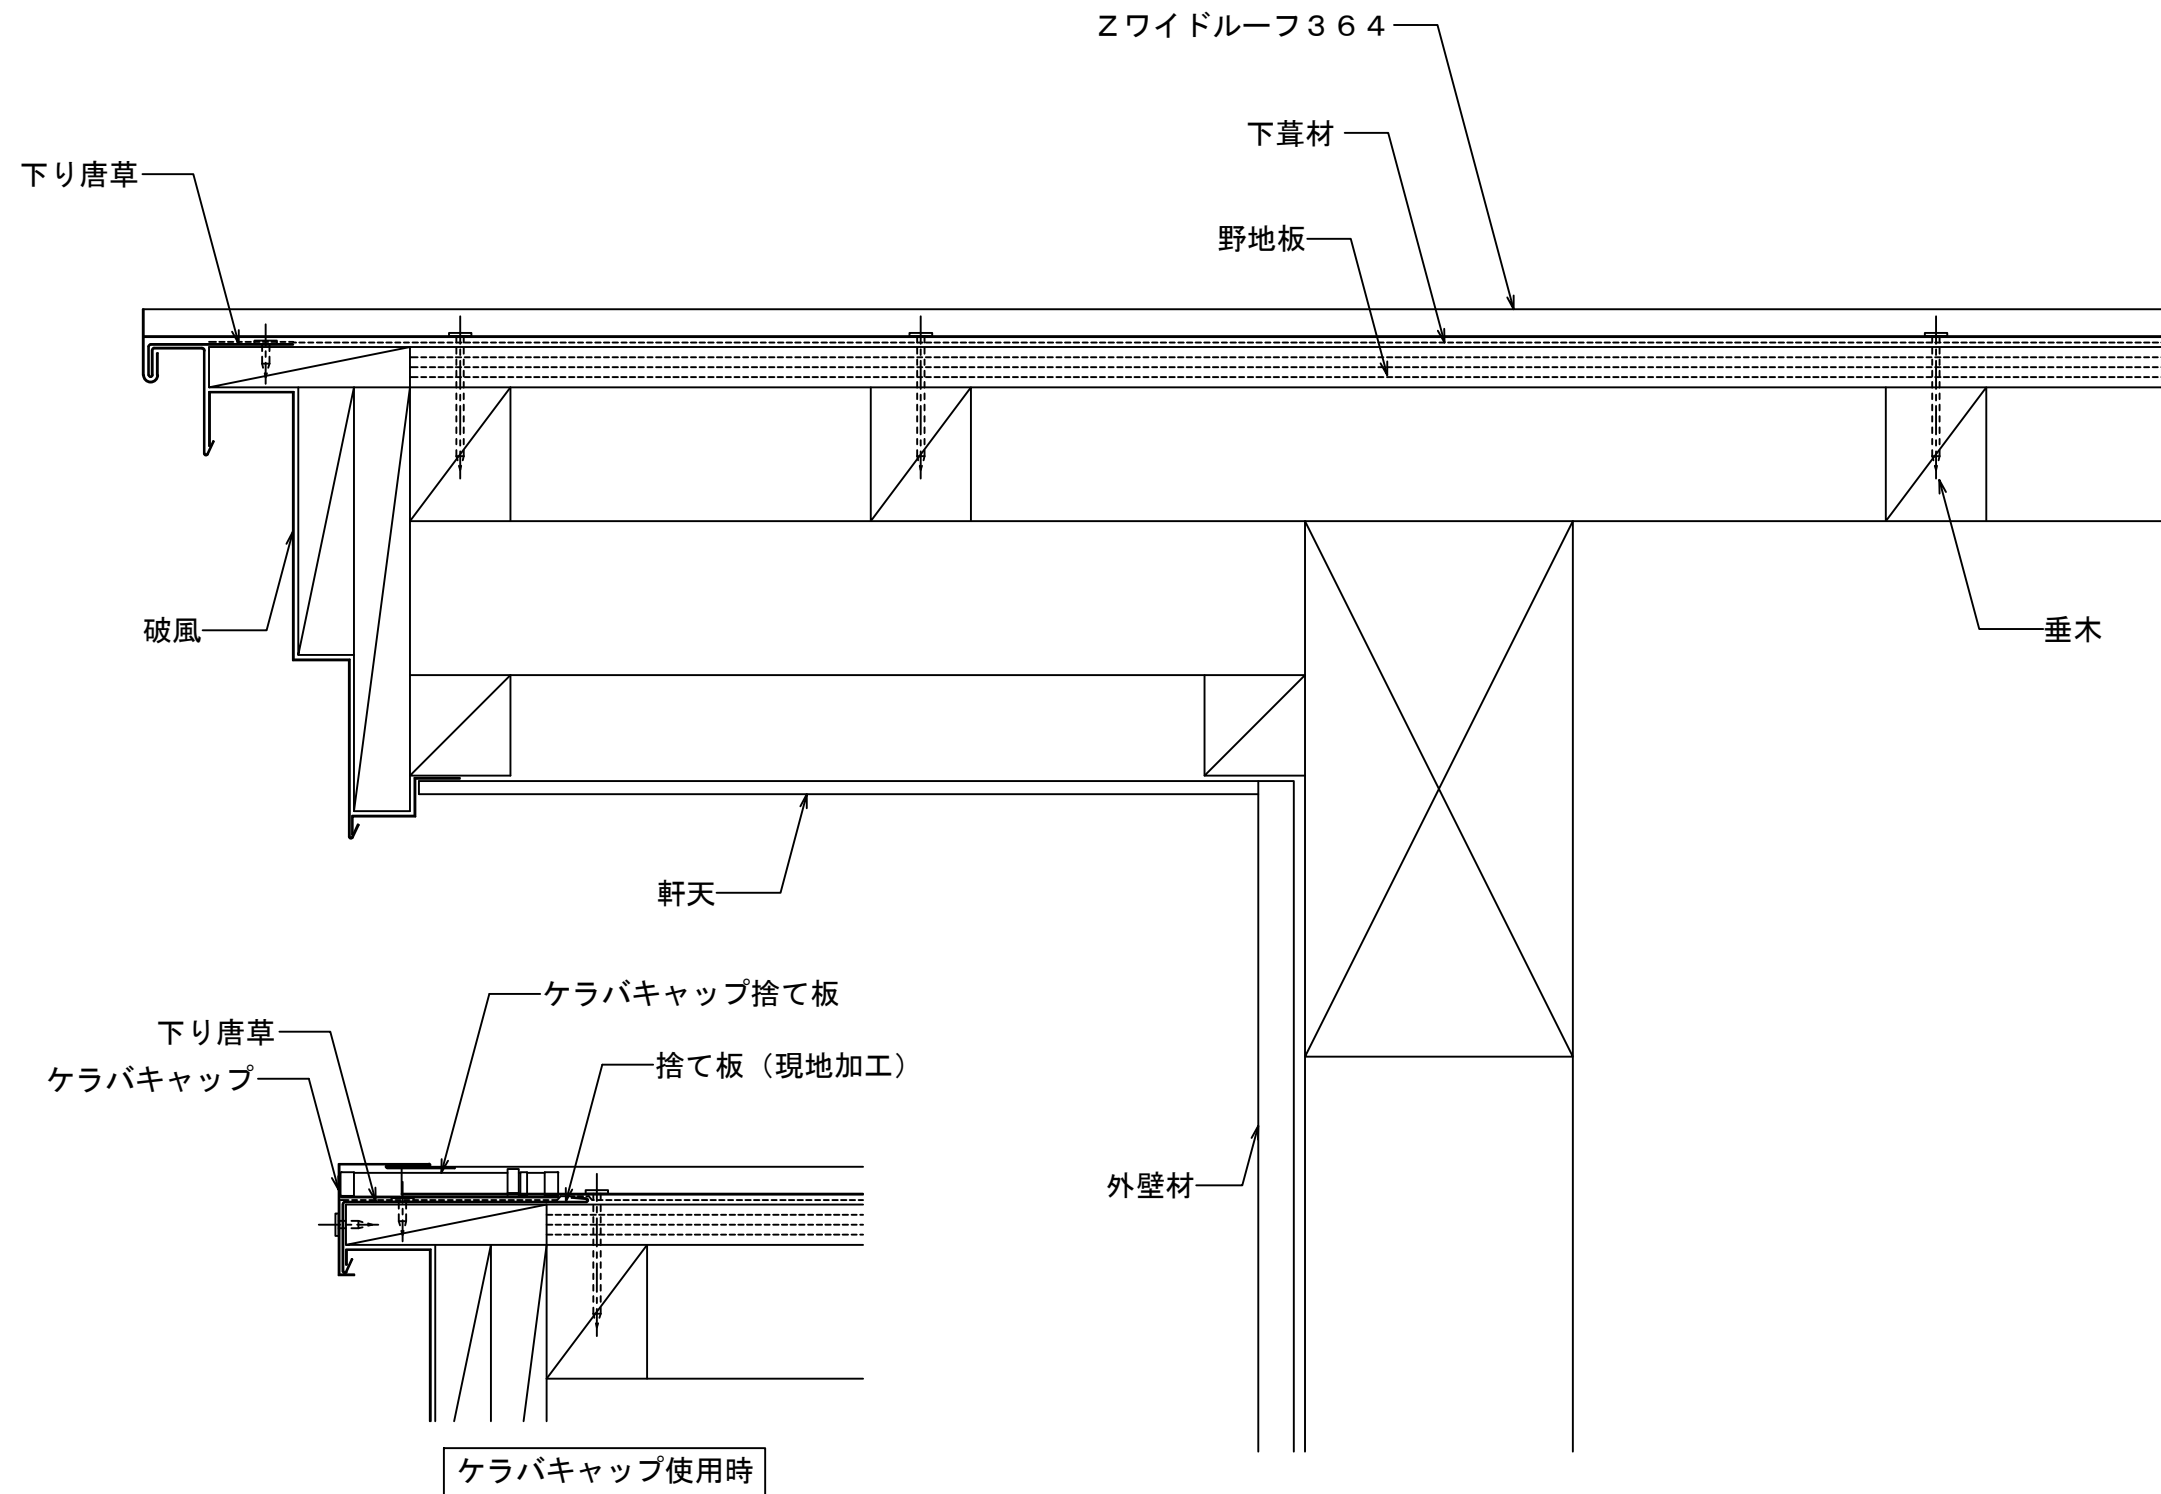 Ｚワイドルーフ３６４
下葺材
下り唐草
野地板
破風
垂木
軒天
ケラバキャップ捨て板
下り唐草
捨て板（現地加工）
ケラバキャップ
外壁材
ケラバキャップ使用時